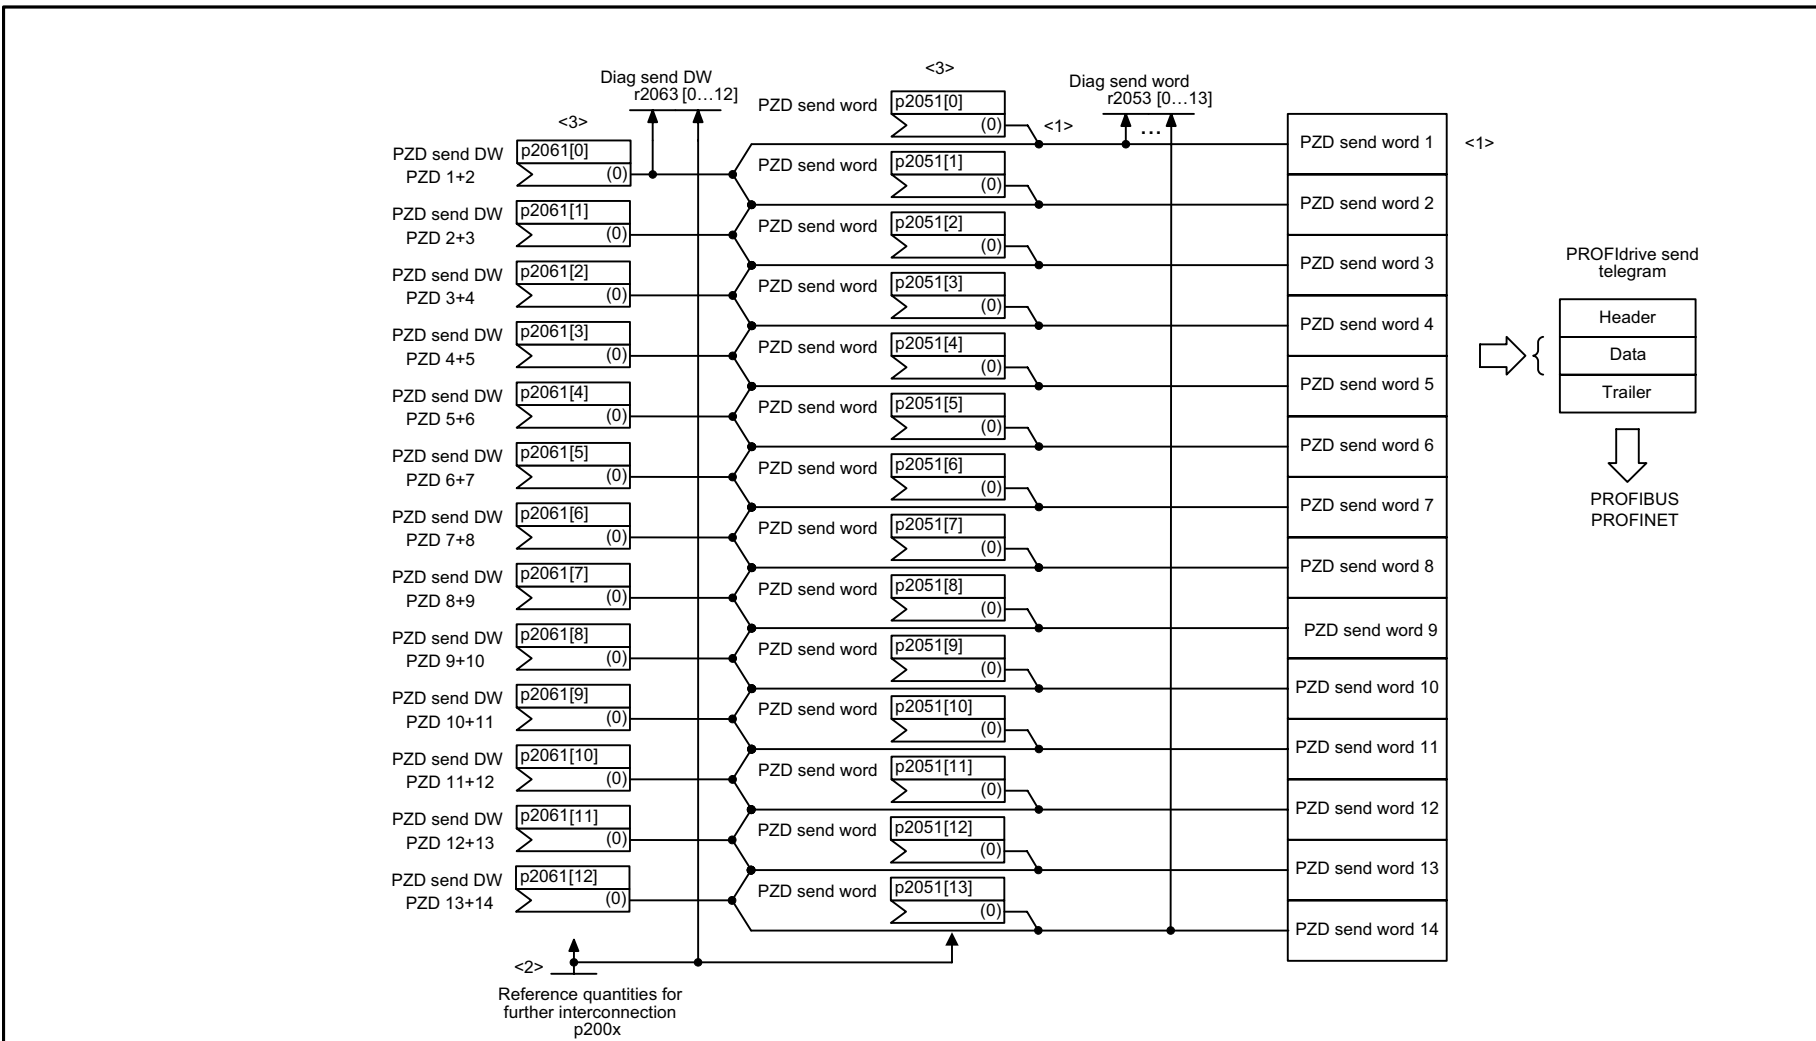 Diag send DW
r2063 [0...12]
<3>
PZD send DW
PZD 1+2
p2061[0]
(0)
PZD send DW
PZD 2+3
p2061[1]
(0)
PZD send DW
PZD 3+4
p2061[2]
(0)
PZD send DW
PZD 4+5
p2061[3]
(0)
PZD send DW
PZD 5+6
p2061[4]
(0)
PZD send DW
PZD 6+7
p2061[5]
(0)
PZD send DW
PZD 7+8
p2061[6]
(0)
PZD send DW
PZD 8+9
p2061[7]
(0)
PZD send DW
PZD 9+10
p2061[8]
(0)
PZD send DW
PZD 10+11
p2061[9]
(0)
PZD send DW
PZD 11+12
p2061[10]
(0)
PZD send DW
PZD 12+13
p2061[11]
(0)
PZD send DW
PZD 13+14
p2061[12]
(0)
<2>
Reference quantities for
further interconnection
p200x
<3>
PZD send word
p2051[0]
(0)
<1>
PZD send word
p2051[1]
(0)
PZD send word
p2051[2]
(0)
PZD send word
p2051[3]
(0)
PZD send word
p2051[4]
(0)
PZD send word
p2051[5]
(0)
PZD send word
p2051[6]
(0)
PZD send word
p2051[7]
(0)
PZD send word
p2051[8]
(0)
PZD send word
p2051[9]
(0)
PZD send word
p2051[10]
(0)
PZD send word
p2051[11]
(0)
PZD send word
p2051[12]
(0)
PZD send word
p2051[13]
(0)
Diag send word
r2053 [0...13]
...
PZD send word 1
<1>
PZD send word 2
PZD send word 3
PZD send word 4
PZD send word 5
PZD send word 6
PZD send word 7
PZD send word 8
PZD send word 9
PZD send word 10
PZD send word 11
PZD send word 12
PZD send word 13
PZD send word 14
PROFIdrive send
telegram
Header
Data
Trailer
PROFIBUS
PROFINET